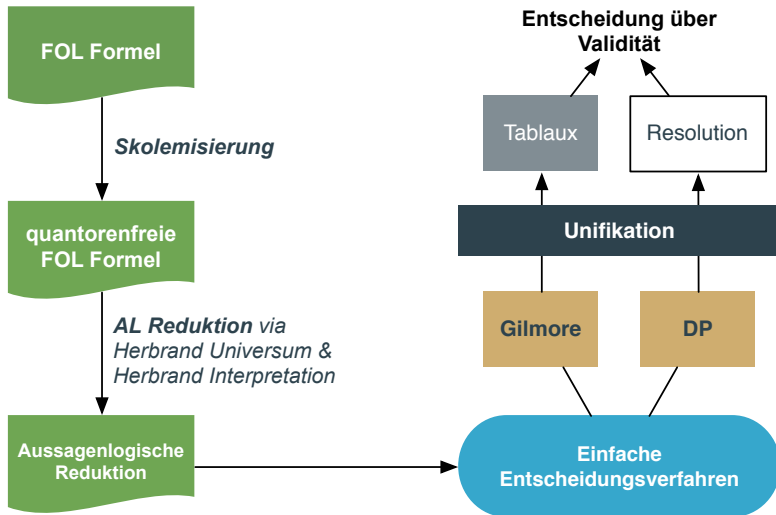 FOL Formel
Skolemisierung
quantorenfreie
FOL Formel
AL Reduktion via
Herbrand Universum &
Herbrand Interpretation
Aussagenlogische
Reduktion
Entscheidung über
Validität
Tablaux
Resolution
Unifikation
Gilmore
DP
Einfache
Entscheidungsverfahren